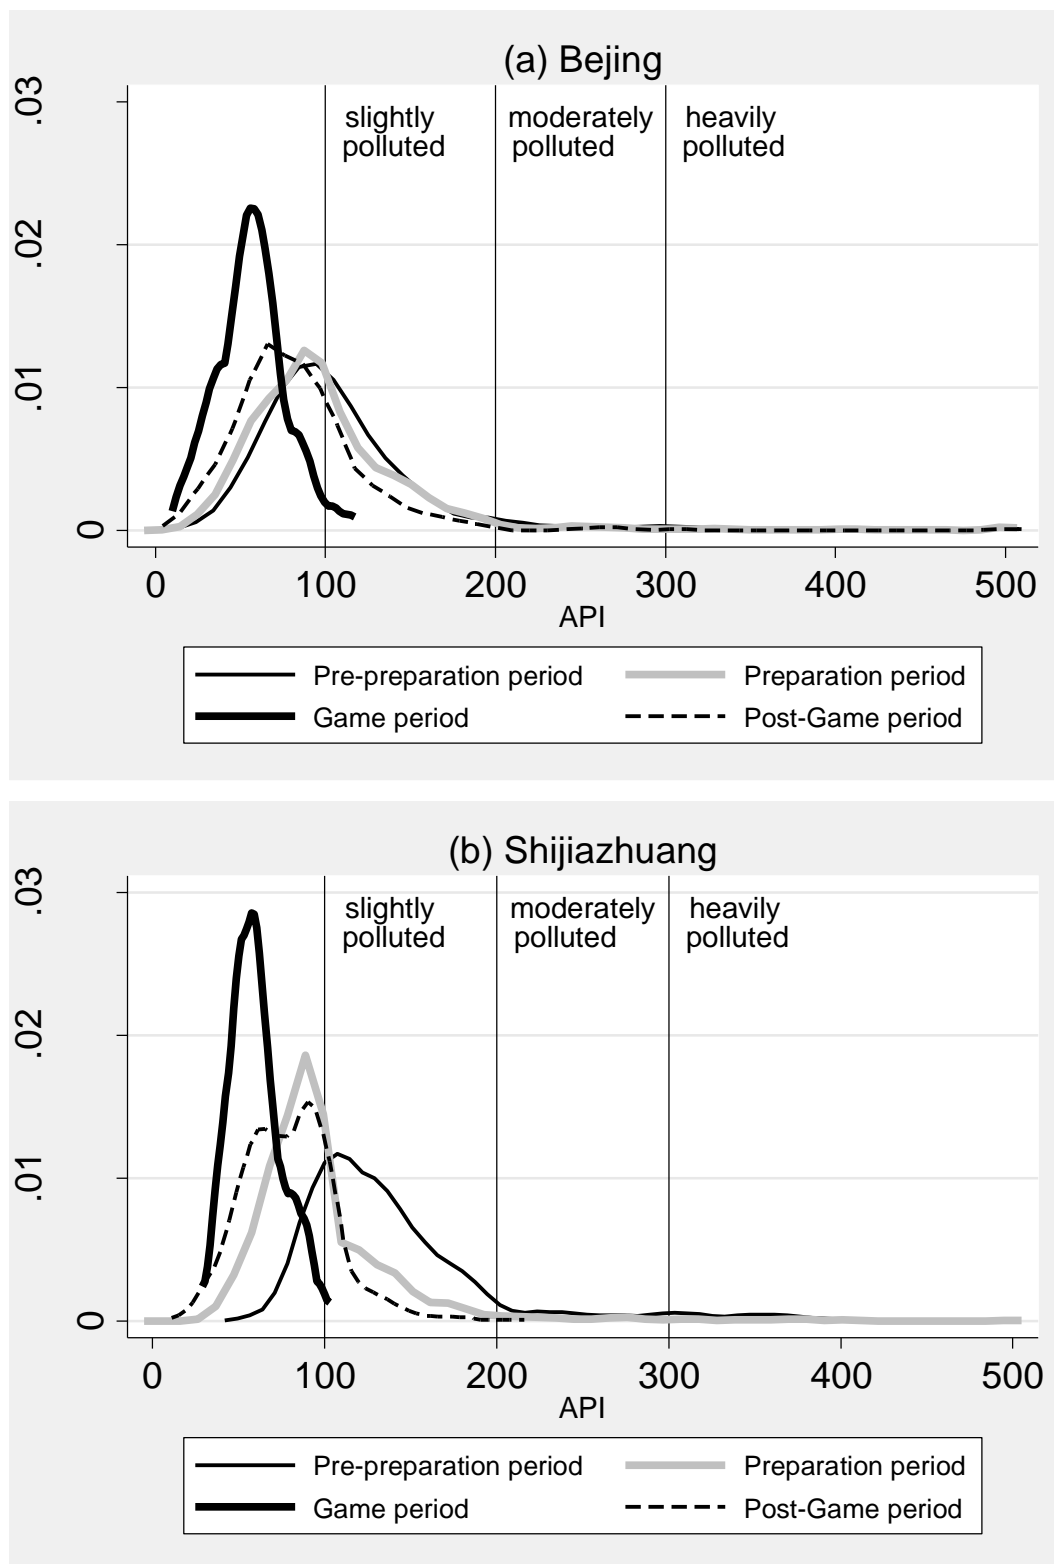 (a) Bejing
.03
slightly moderately heavily
polluted polluted polluted
.02
.01
0
0 100 200 300 400 500
API
Pre-preparation period Preparation period
Game period Post-Game period
(b) Shijiazhuang
.03
slightly moderately heavily
polluted polluted polluted
.02
.01
0
0 100 200 300 400 500
API
Pre-preparation period Preparation period
Game period Post-Game period